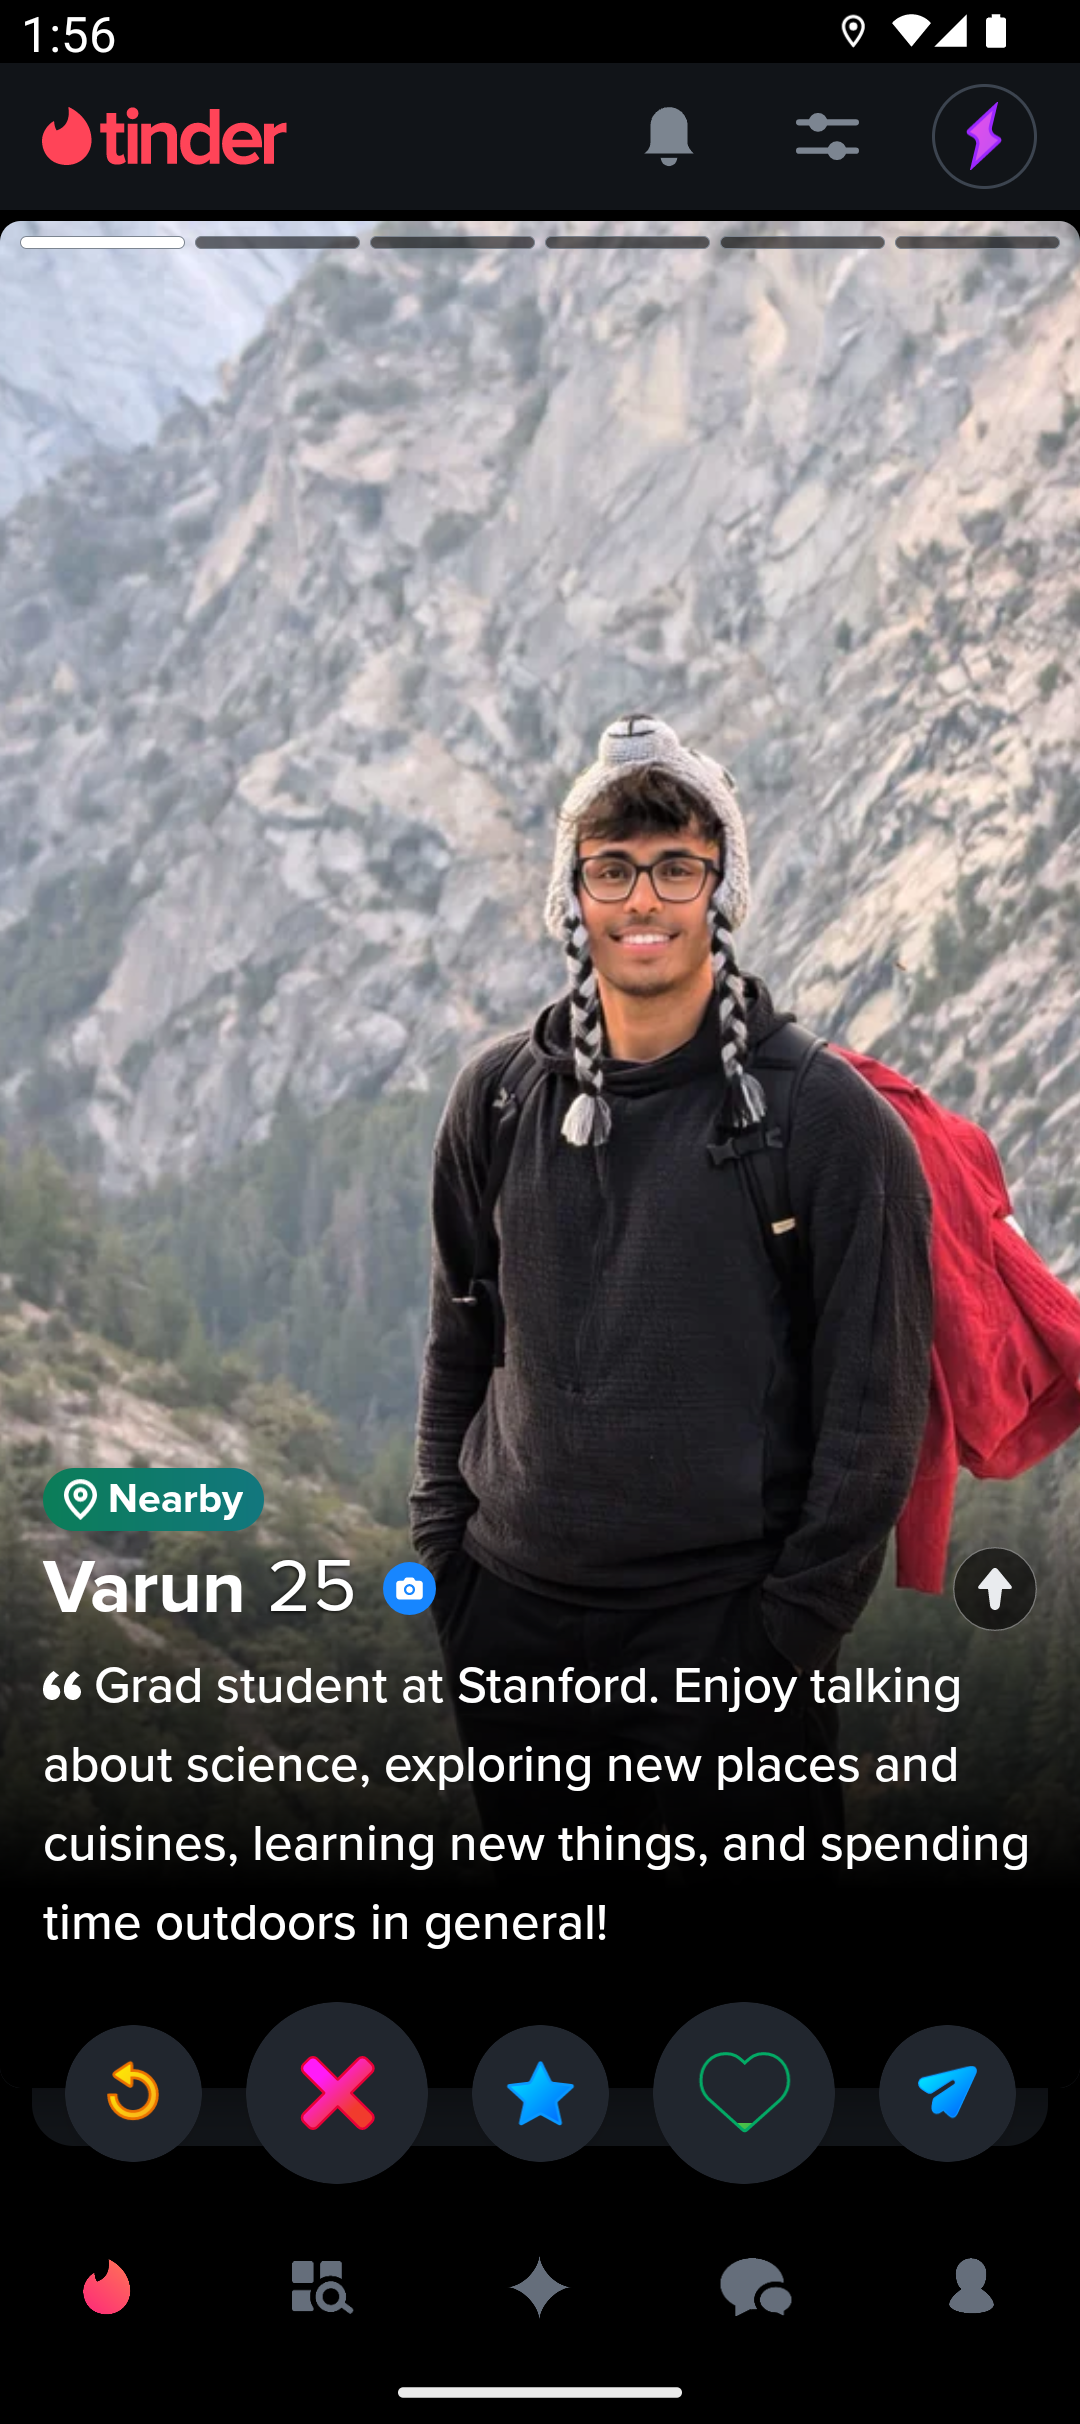 1:56
tinder
Nearby
Varun 25
“ Grad student at Stanford. Enjoy talking
about science, exploring new places and
cuisines, learning new things, and spending
time outdoors in general!